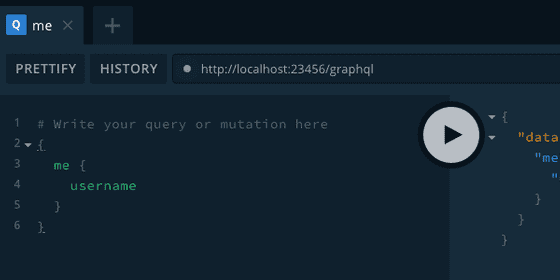 Q me × +
PRETTIFY HISTORY http://localhost:23456/graphql
1 # Write your query or mutation here
2 {
3 me {
4 username
5 }
6 }
{
"data
"me
"
}
}
}